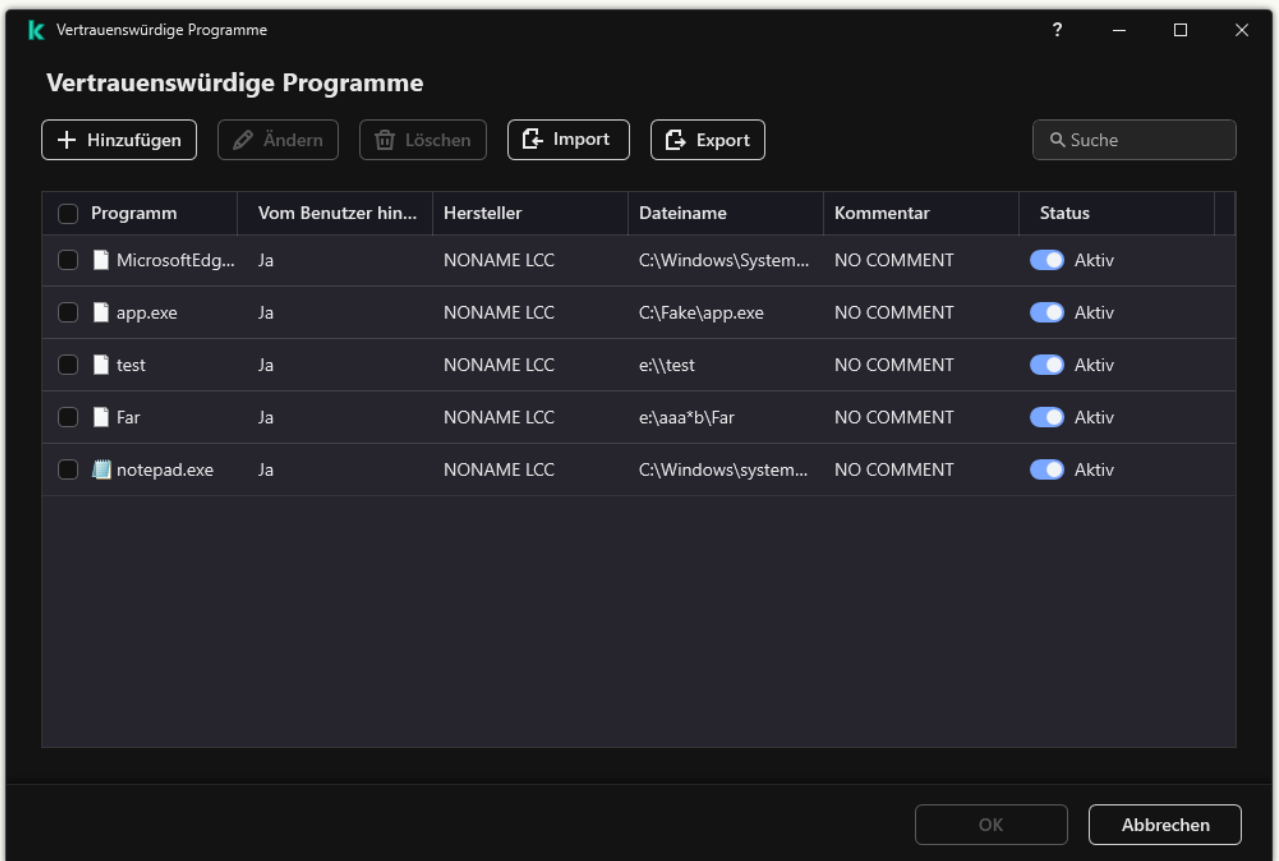 Vertrauenswürdige Programme
?
Vertrauenswürdige Programme
Hinzufügen Ändern Löschen Import Export Suche
Programm Vom Benutzer hin... Hersteller Dateiname Kommentar Status
MicrosoftEdg... Ja NONAME LCC C:\Windows\System... NO COMMENT Aktiv
app.exe Ja NONAME LCC C:\Fake\app.exe NO COMMENT Aktiv
test Ja NONAME LCC e:\\test NO COMMENT Aktiv
Far Ja NONAME LCC e:\aaa*b\Far NO COMMENT Aktiv
notepad.exe Ja NONAME LCC C:\Windows\system... NO COMMENT Aktiv
OK Abbrechen